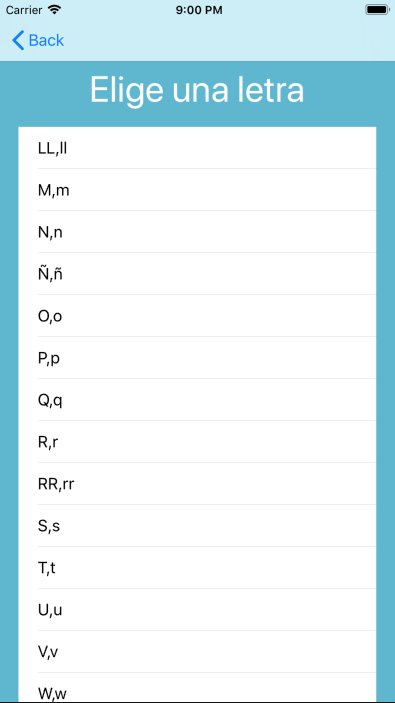 Carrier 9:00 PM
Back
Elige una letra
LL,ll
M,m
N,n
Ñ,ñ
O,o
P,p
Q,q
R,r
RR,rr
S,s
T,t
U,u
V,v
W,w